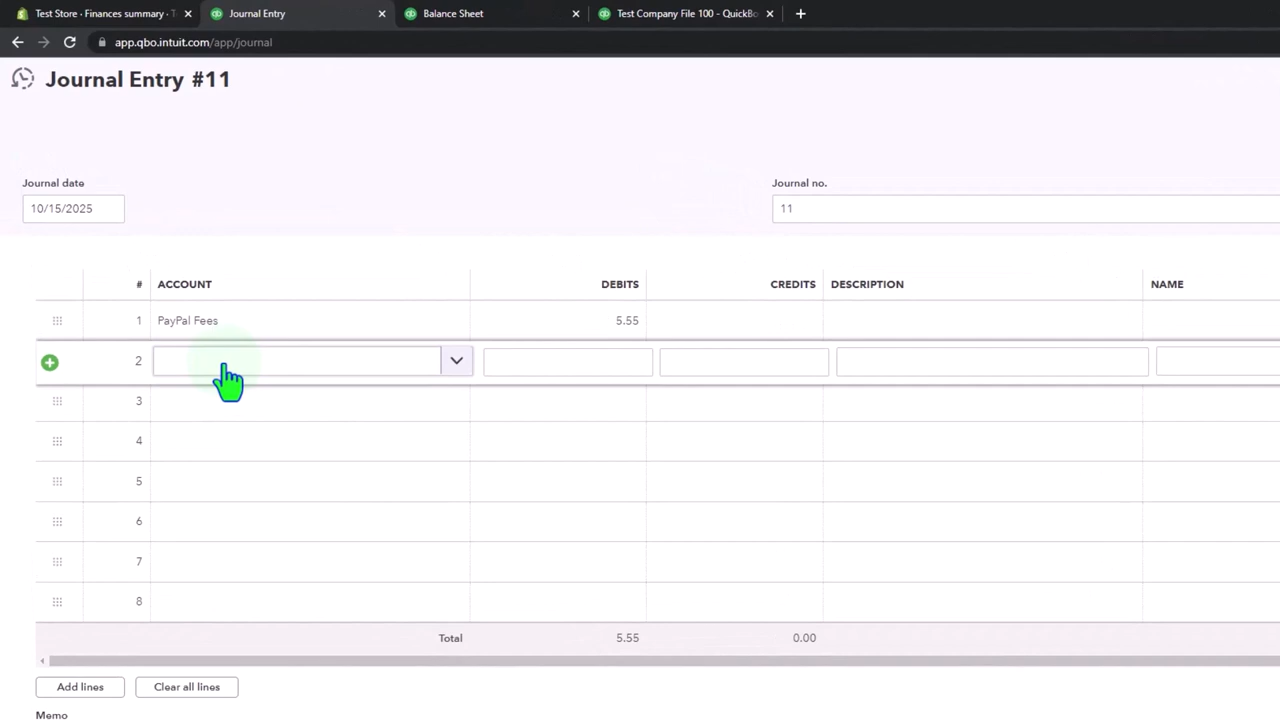 Test Store · Finances summary · T
Journal Entry
Balance Sheet
Test Company File 100 - QuickBo
app.qbo.intuit.com/app/journal
Journal Entry #11
Journal date
Journal no.
10/15/2025
11
# ACCOUNT DEBITS CREDITS DESCRIPTION NAME
1 PayPal Fees 5.55
2
3
4
5
6
7
8
Total 5.55 0.00
Add lines
Clear all lines
Memo